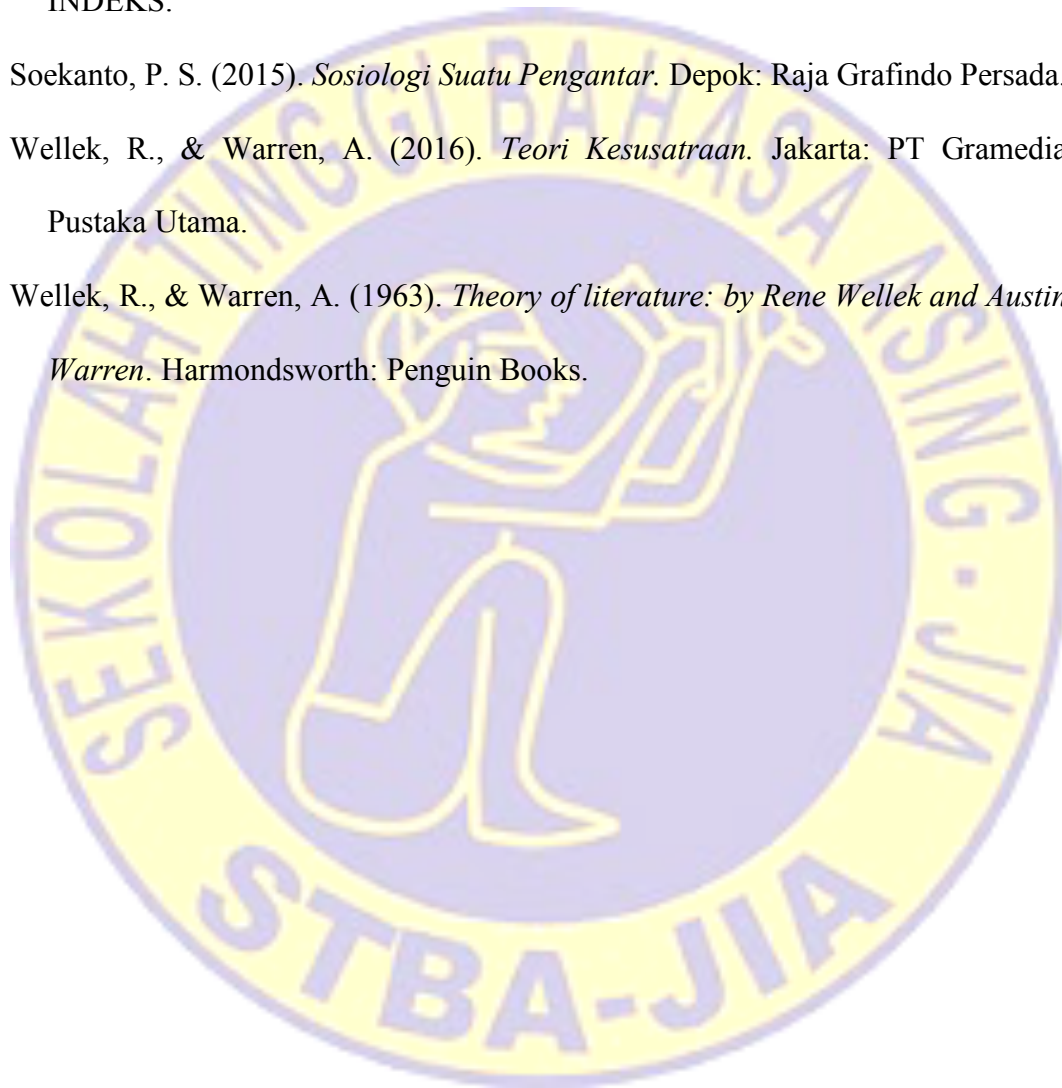 INDEKS.
Soekanto, P. S. (2015). Sosiologi Suatu Pengantar. Depok: Raja Grafindo Persada.
Wellek, R., & Warren, A. (2016). Teori Kesusatraan. Jakarta: PT Gramedia
Pustaka Utama.
Wellek, R., & Warren, A. (1963). Theory of literature: by Rene Wellek and Austin
Warren. Harmondsworth: Penguin Books.
SEKOLAH TINGGI BAHASA ASING - JIA
STBA-JIA